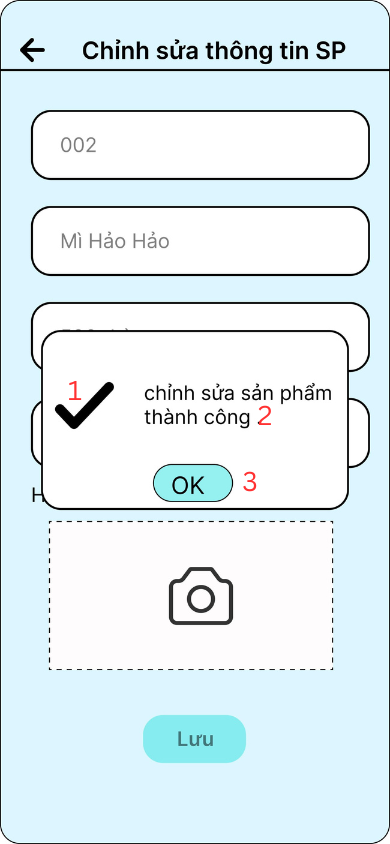 Chỉnh sửa thông tin SP
002
Mì Hảo Hảo
1
chỉnh sửa sản phẩm
thành công 2
OK 3
H
Lưu